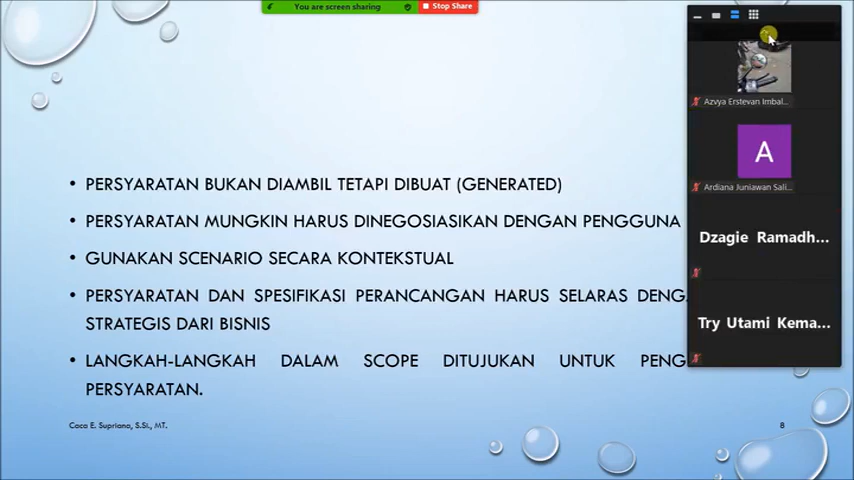 You are screen sharing
Stop Share
Azvya Erstevan Imbal...
A
Ardiana Juniawan Sali...
Dzagie Ramadh...
Try Utami Kema...
• PERSYARATAN BUKAN DIAMBIL TETAPI DIBUAT (GENERATED)
• PERSYARATAN MUNGKIN HARUS DINEGOSIASIKAN DENGAN PENGGUNA
• GUNAKAN SCENARIO SECARA KONTEKSTUAL
• PERSYARATAN DAN SPESIFIKASI PERANCANGAN HARUS SELARAS
STRATEGIS DARI BISNIS
• LANGKAH-LANGKAH DALAM SCOPE DITUJUKAN UNTUK
PERSYARATAN.
Caca E. Supriana, S.Si., MT.
8